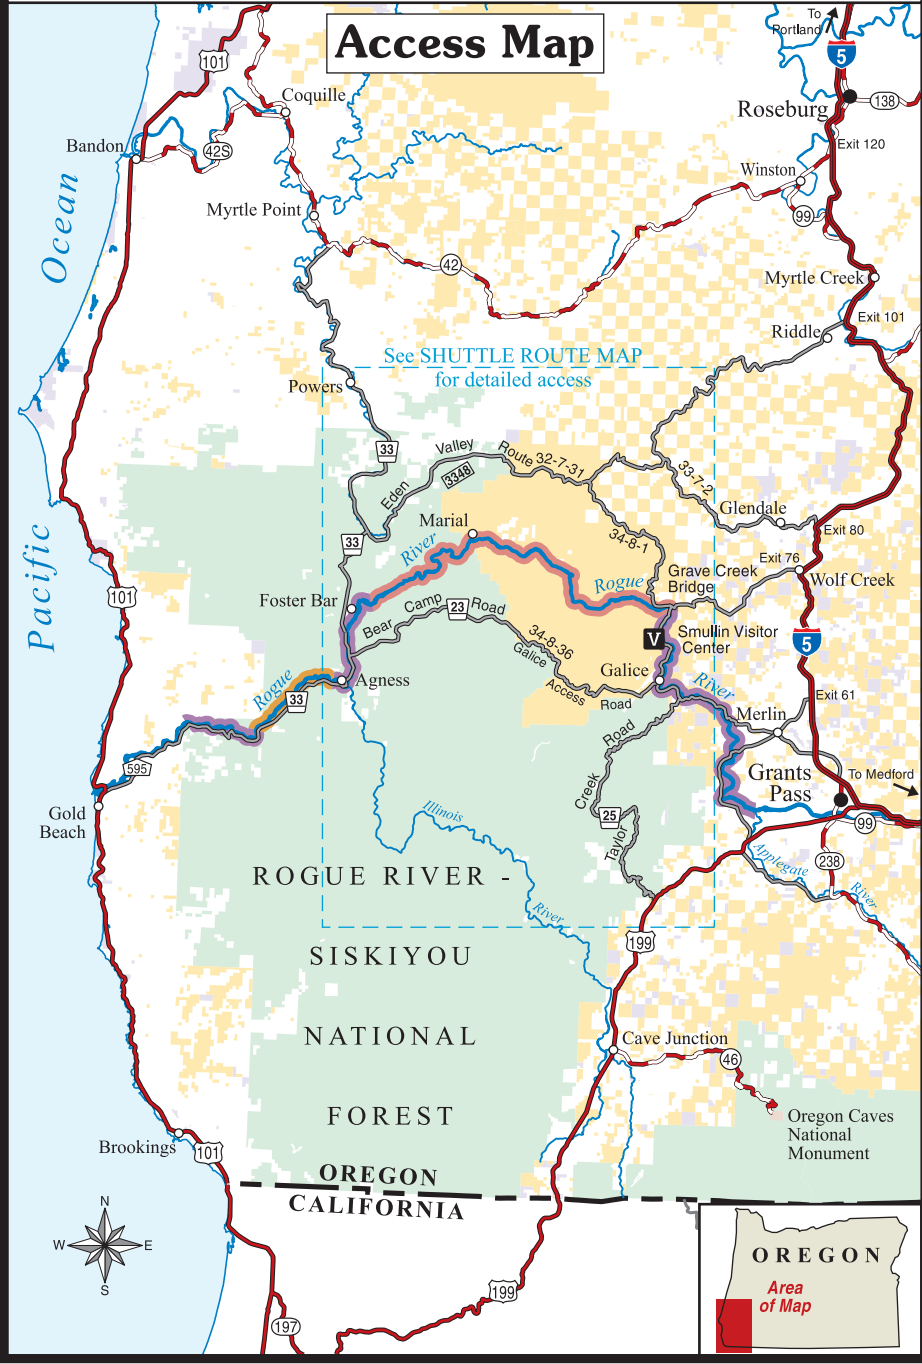 Access Map
To
Portland
5
101
Coquille
Roseburg
138
Bandon
42S
Exit 120
Winston
Myrtle Point
99
Ocean
42
Myrtle Creek
Exit 101
Riddle
See SHUTTLE ROUTE MAP
for detailed access
Powers
33
Eden
Valley
3348
Route 32-7-31
33-7-2
Glendale
Exit 80
Marial
34-8-1
33
River
Exit 76
Wolf Creek
Grave Creek
Bridge
Rogue
Pacific
101
Foster Bar
Bear
Camp
23
Road
V
Smullin Visitor
Center
5
34-8-36
Galice
Access
Road
Galice
Agness
Rogue
33
River
Exit 61
Merlin
Road
595
Grants
Pass
To Medford
Gold
Beach
Creek
25
Taylor
99
Illinois
238
Applegate
River
ROGUE RIVER -
River
199
SISKIYOU
NATIONAL
Cave Junction
46
FOREST
Oregon Caves
National
Monument
Brookings
101
OREGON
CALIFORNIA
N
W
E
S
199
197
OREGON
Area
of Map